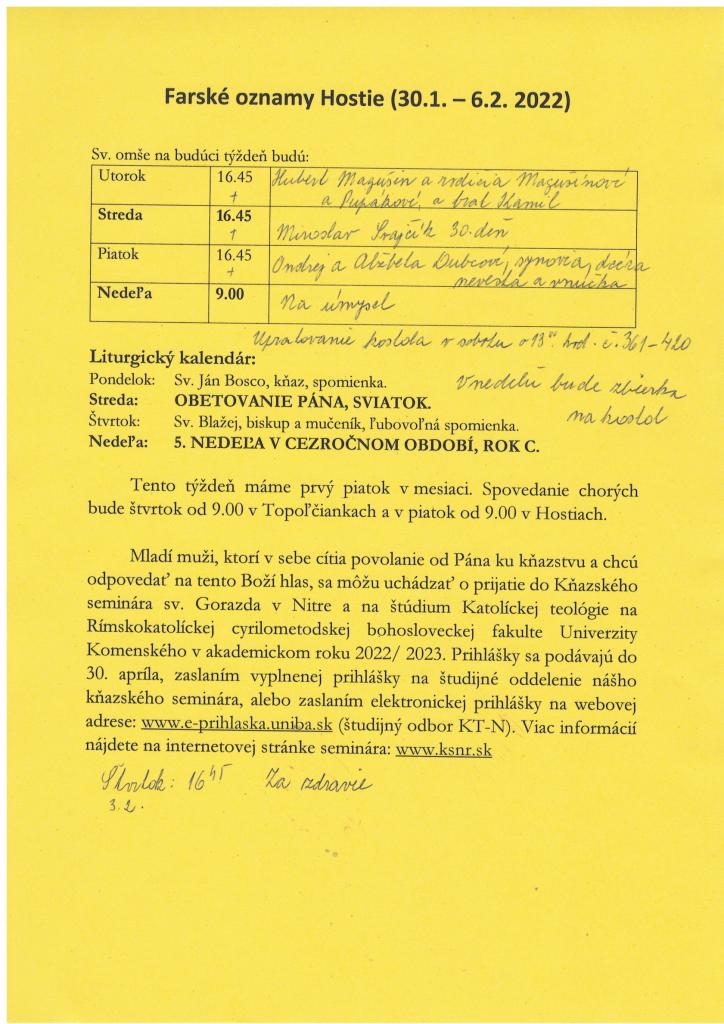 Farské oznamy Hostie (30.1. – 6.2. 2022)
Sv. omše na budúci týždeň budú:
Utorok 16.45 Hubert Magušin a rodičia Magušinové
+ a Pupákové, a brat Kamil
Streda 16.45
+ Miroslav Srajčík 30. deň
Piatok 16.45 Ondrej a Alžbeta Dubcoví, synovia, dcéra
+ nevesta a vnučka
Nedeľa 9.00 Na úmysel
Upratovanie kostola v sobotu o 13⁰⁰ hod. č. 361–420
Liturgický kalendár:
Pondelok: Sv. Ján Bosco, kňaz, spomienka. V nedeľu bude zbierka
Streda: OBETOVANIE PÁNA, SVIATOK. na kostol
Štvrtok: Sv. Blažej, biskup a mučeník, ľubovoľná spomienka.
Nedeľa: 5. NEDEĽA V CEZROČNOM OBDOBÍ, ROK C.
Tento týždeň máme prvý piatok v mesiaci. Spovedanie chorých
bude štvrtok od 9.00 v Topoľčiankach a v piatok od 9.00 v Hostiach.
Mladí muži, ktorí v sebe cítia povolanie od Pána ku kňazstvu a chcú
odpovedať na tento Boží hlas, sa môžu uchádzať o prijatie do Kňazského
seminára sv. Gorazda v Nitre a na štúdium Katolíckej teológie na
Rímskokatolíckej cyrilometodskej bohosloveckej fakulte Univerzity
Komenského v akademickom roku 2022/ 2023. Prihlášky sa podávajú do
30. apríla, zaslaním vyplnenej prihlášky na študijné oddelenie nášho
kňazského seminára, alebo zaslaním elektronickej prihlášky na webovej
adrese: www.e-prihlaska.uniba.sk (študijný odbor KT-N). Viac informácií
nájdete na internetovej stránke seminára: www.ksnr.sk
Štvrtok: 16⁴⁵ Za zdravie
3.2.